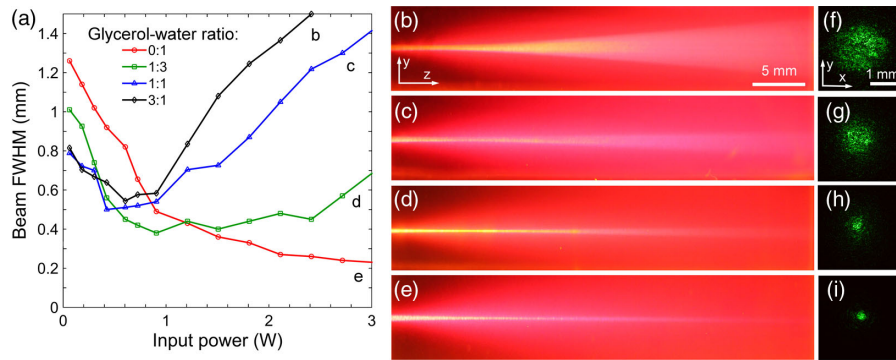 (a)
1.4
1.2
1.0
0.8
0.6
0.4
0.2
0
0
1
2
3
Beam FWHM (mm)
Input power (W)
Glycerol-water ratio:
0:1
1:3
1:1
3:1
b
c
d
e
(b)
y
z
5 mm
(c)
(d)
(e)
(f)
y
x
1 mm
(g)
(h)
(i)